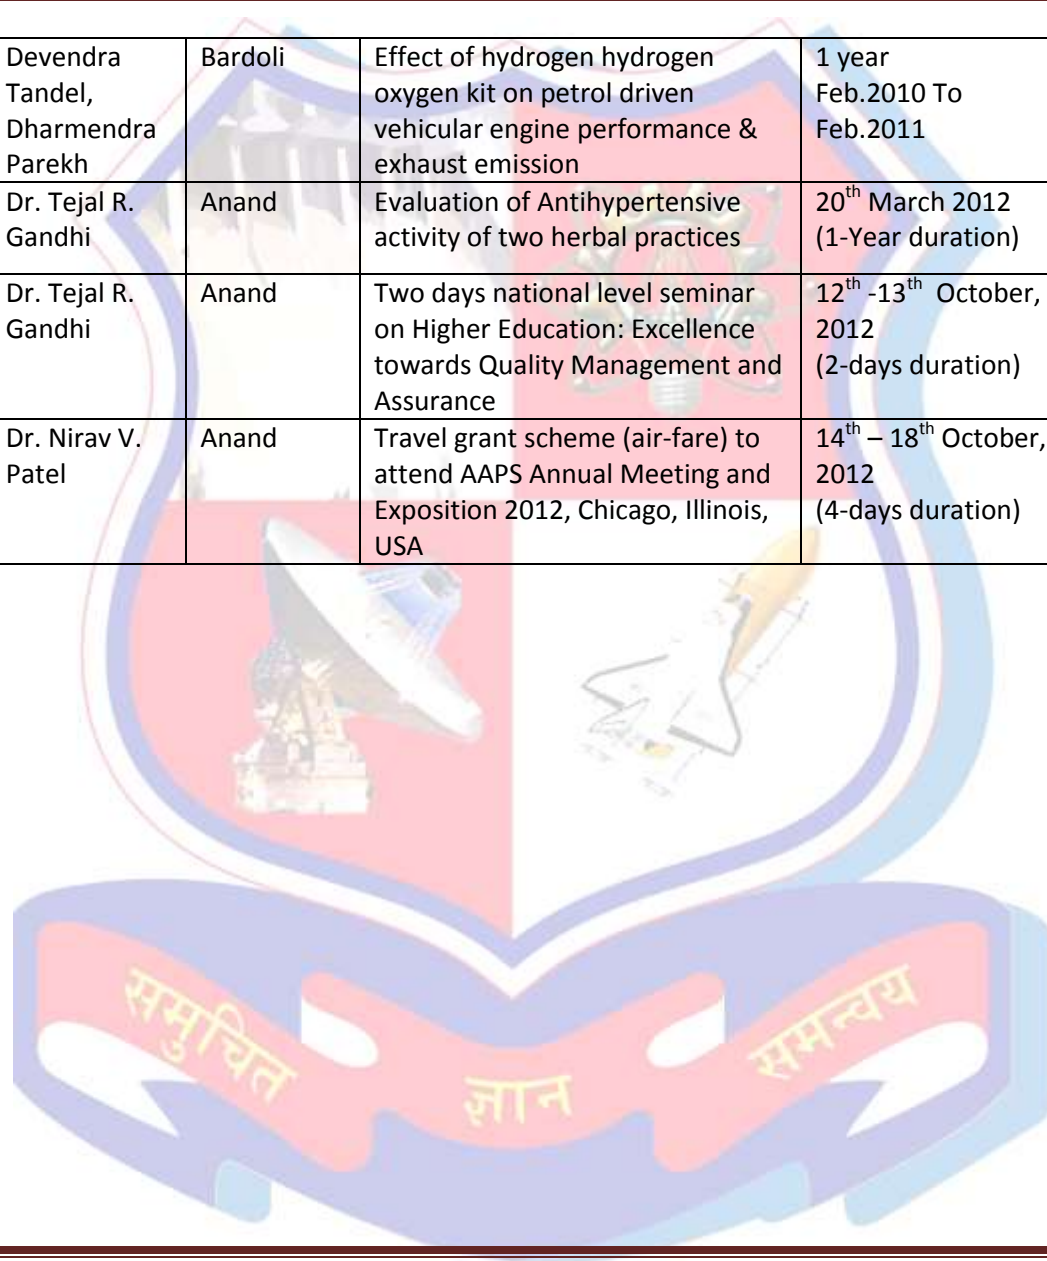 Devendra Tandel, Dharmendra Parekh | Bardoli | Effect of hydrogen hydrogen oxygen kit on petrol driven vehicular engine performance & exhaust emission | 1 year Feb.2010 To Feb.2011
Dr. Tejal R. Gandhi | Anand | Evaluation of Antihypertensive activity of two herbal practices | 20th March 2012 (1-Year duration)
Dr. Tejal R. Gandhi | Anand | Two days national level seminar on Higher Education: Excellence towards Quality Management and Assurance | 12th -13th October, 2012 (2-days duration)
Dr. Nirav V. Patel | Anand | Travel grant scheme (air-fare) to attend AAPS Annual Meeting and Exposition 2012, Chicago, Illinois, USA | 14th – 18th October, 2012 (4-days duration)
समुचित ज्ञान समन्वय